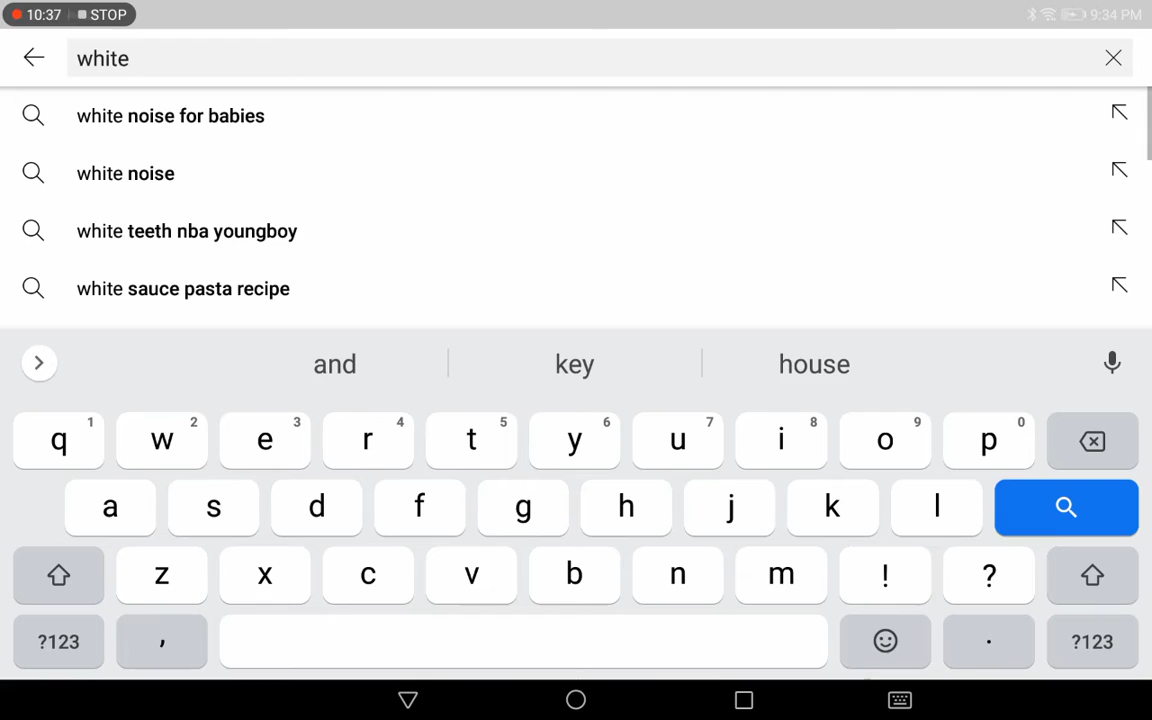 10:37 STOP 9:34 PM
white
white noise for babies
white noise
white teeth nba youngboy
white sauce pasta recipe
and key house
1 2 3 4 5 6 7 8 9 0
q w e r t y u i o p
a s d f g h j k l
z x c v b n m ! ?
?123 , . ?123